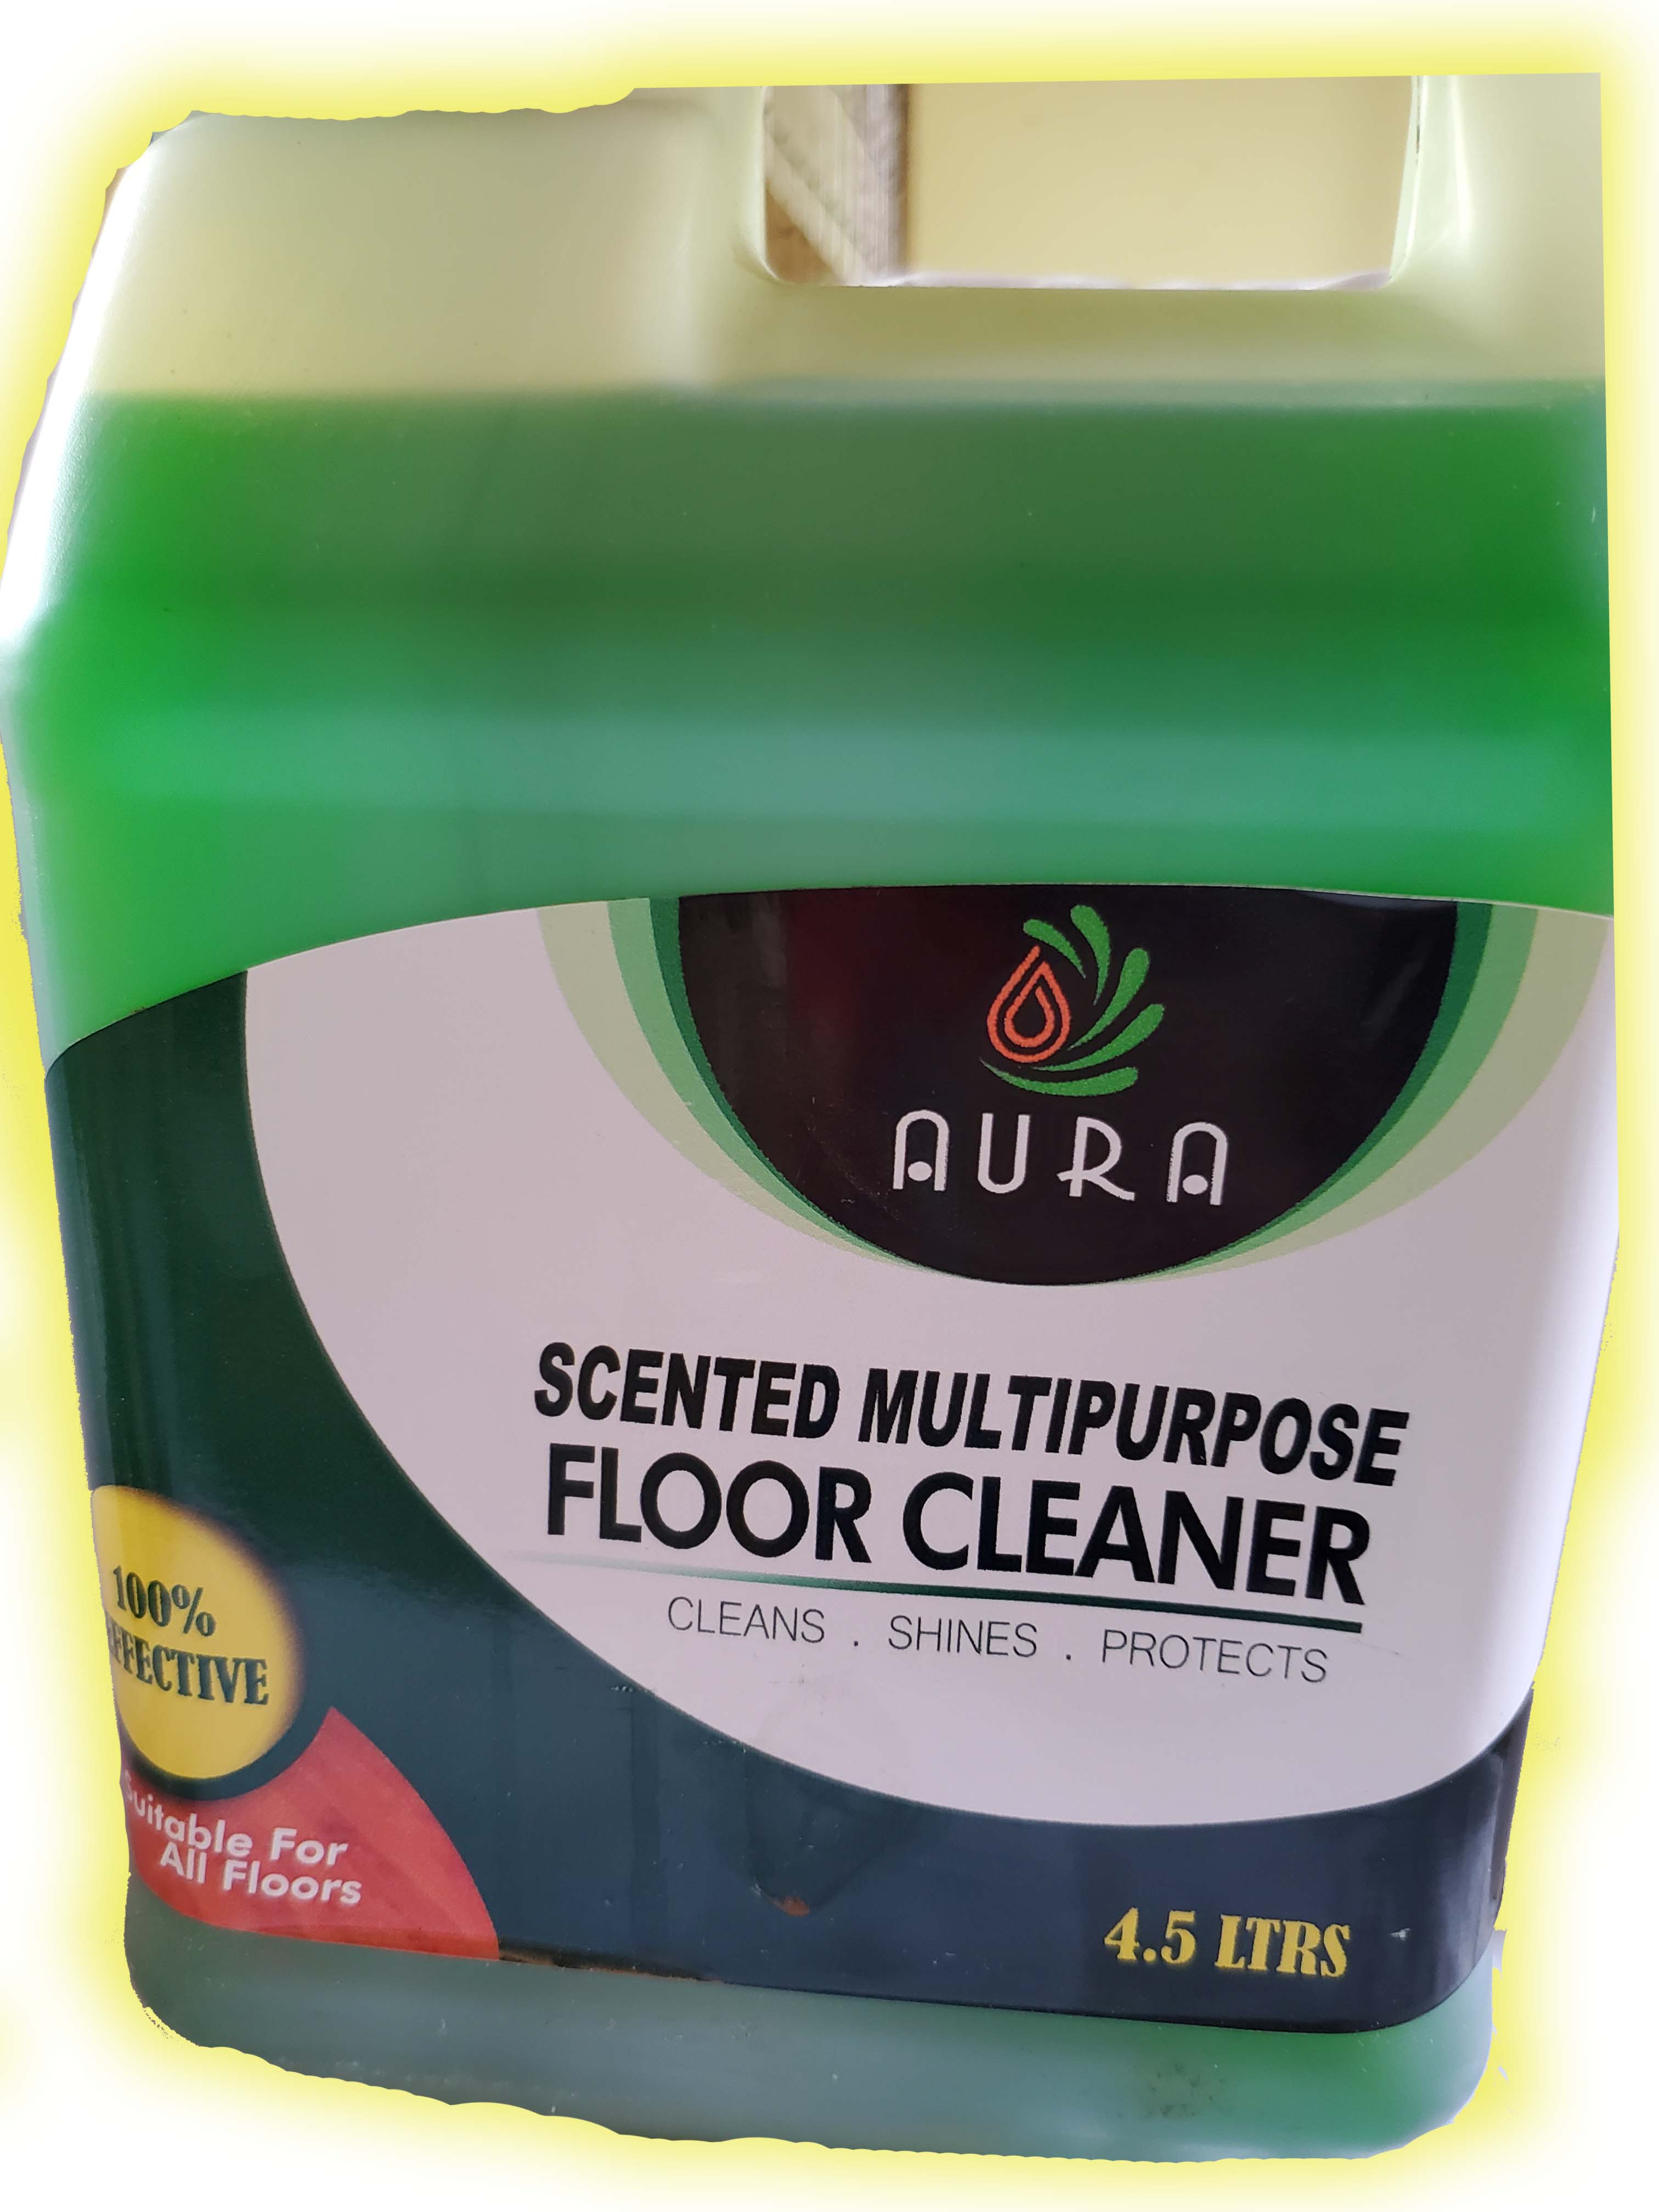 AURA
SCENTED MULTIPURPOSE
FLOOR CLEANER
CLEANS . SHINES . PROTECTS
100%
EFFECTIVE
Suitable For
All Floors
4.5 LTRS